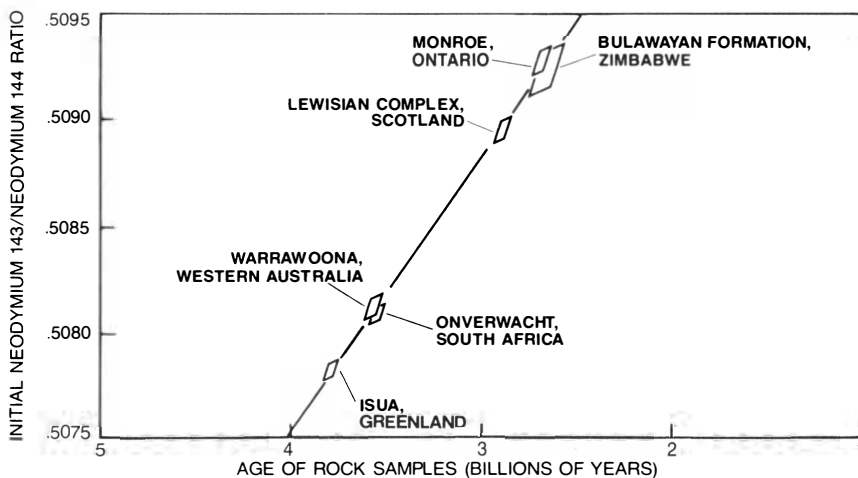 INITIAL NEODYMIUM 143/NEODYMIUM 144 RATIO
.5095
.5090
.5085
.5080
.5075
MONROE,
ONTARIO
BULAWAYAN FORMATION,
ZIMBABWE
LEWISIAN COMPLEX,
SCOTLAND
WARRAWOONA,
WESTERN AUSTRALIA
ONVERWACHT,
SOUTH AFRICA
ISUA,
GREENLAND
5
4
3
2
AGE OF ROCK SAMPLES (BILLIONS OF YEARS)